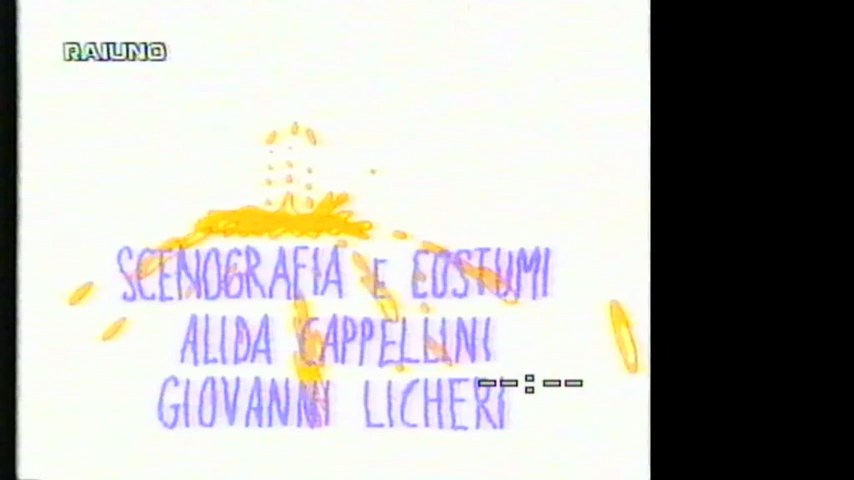 RAIUNO
SCENOGRAFIA E COSTUMI
ALIDA CAPPELLINI
GIOVANNI LICHERI
--:--